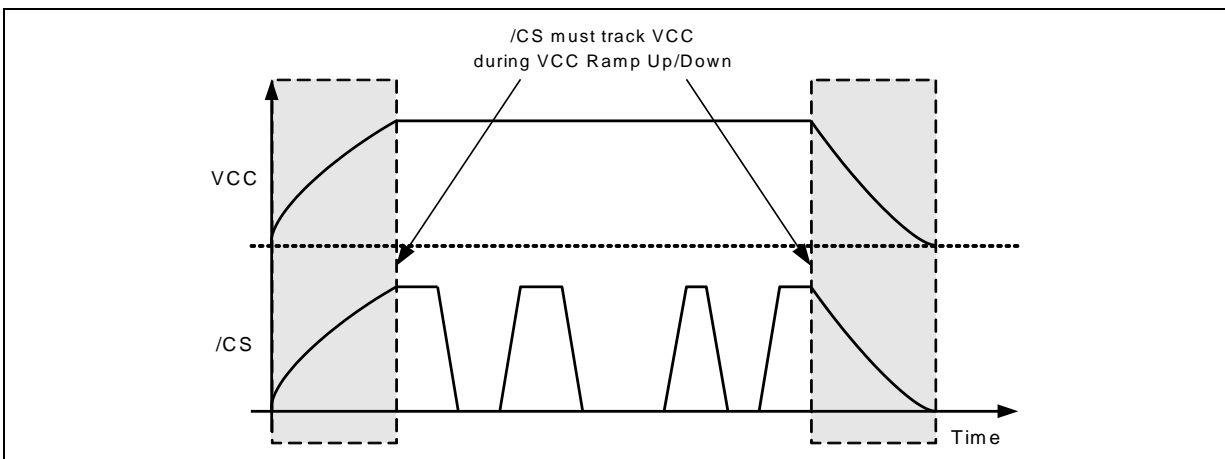 /CS must track VCC
during VCC Ramp Up/Down
VCC
/CS
Time